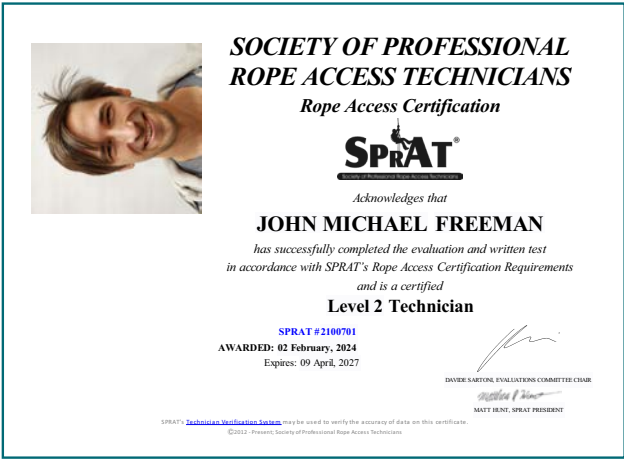 SOCIETY OF PROFESSIONAL
ROPE ACCESS TECHNICIANS
Rope Access Certification
SPRAT®
Society of Professional Rope Access Technicians
Acknowledges that
JOHN MICHAEL FREEMAN
has successfully completed the evaluation and written test
in accordance with SPRAT's Rope Access Certification Requirements
and is a certified
Level 2 Technician
SPRAT #2100701
AWARDED: 02 February, 2024
Expires: 09 April, 2027
DAVIDE SARTONI, EVALUATIONS COMMITTEE CHAIR
MATT HUNT, SPRAT PRESIDENT
SPRAT's Technician Verification System may be used to verify the accuracy of data on this certificate.
©2012 - Present; Society of Professional Rope Access Technicians